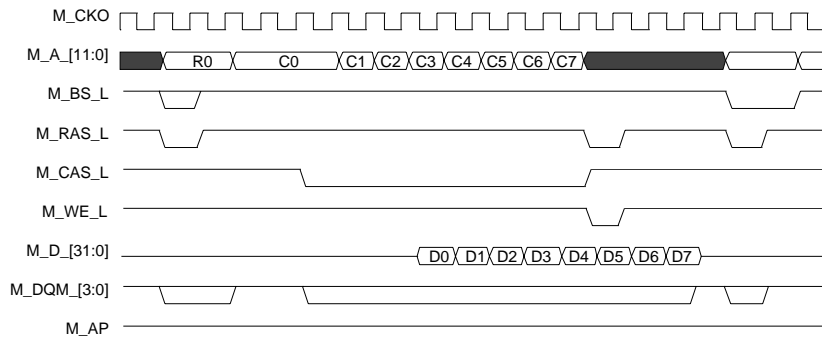 M_CKO
M_A_[11:0] R0 C0 C1 C2 C3 C4 C5 C6 C7
M_BS_L
M_RAS_L
M_CAS_L
M_WE_L
M_D_[31:0] D0 D1 D2 D3 D4 D5 D6 D7
M_DQM_[3:0]
M_AP